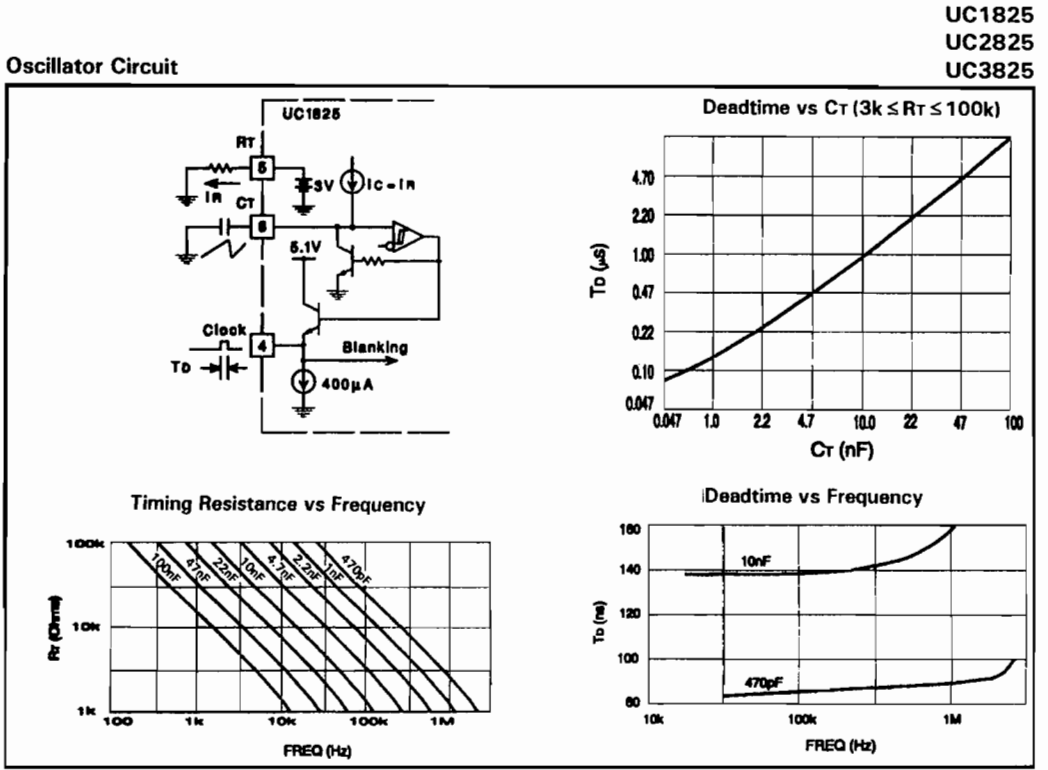 UC1825
UC2825
Oscillator Circuit
UC3825
UC1825
RT
5
IR
3V
IC = IR
CT
6
5.1V
Clock
4
Blanking
TD
400µA
Deadtime vs CT (3k ≤ RT ≤ 100k)
TD (µS)
4.70
2.20
1.00
0.47
0.22
0.10
0.047
0.047 1.0 2.2 4.7 10.0 22 47 100
CT (nF)
Timing Resistance vs Frequency
RT (Ohms)
100k
10k
1k
100nF 47nF 22nF 10nF 4.7nF 2.2nF 1nF 470pF
100 1k 10k 100k 1M
FREQ (Hz)
Deadtime vs Frequency
TD (ns)
160
140
120
100
80
10nF
470pF
10k 100k 1M
FREQ (Hz)